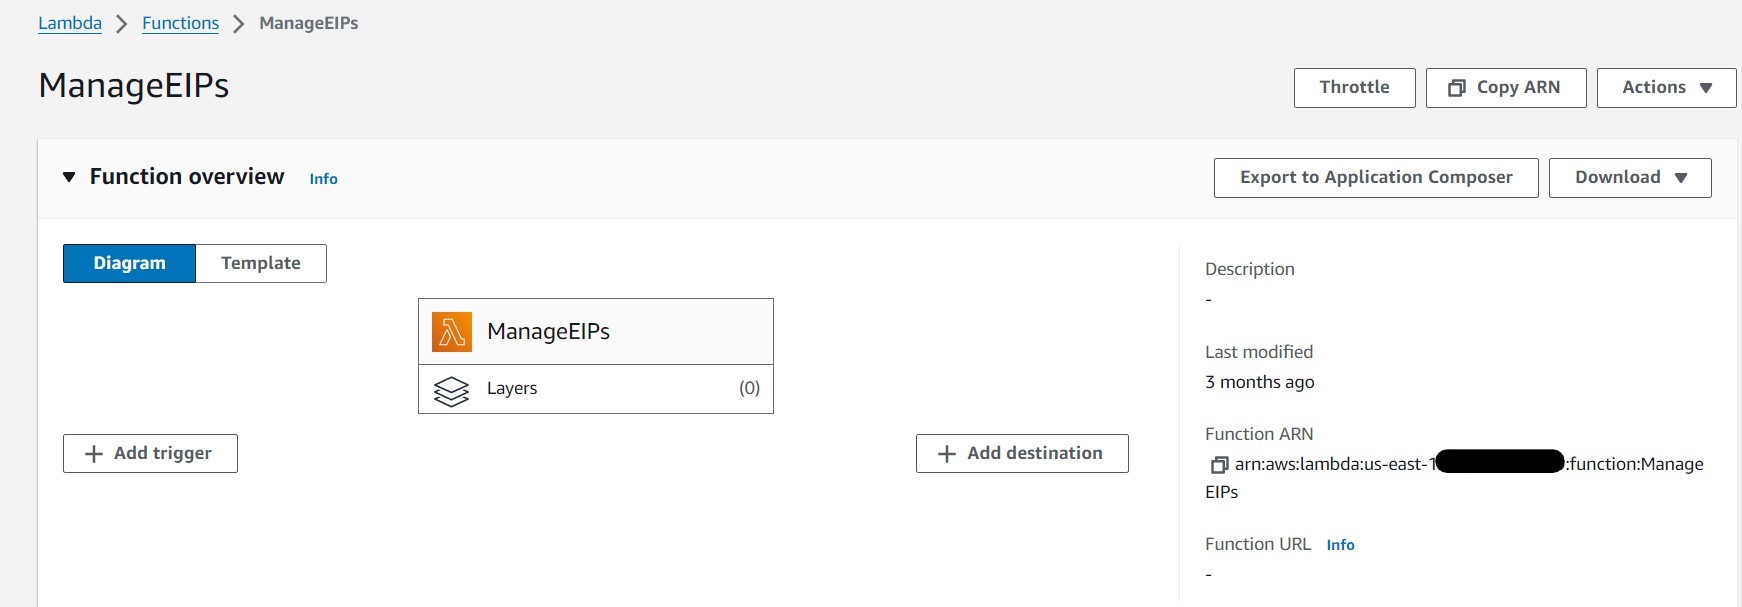 Lambda > Functions > ManageEIPs
ManageEIPs
Throttle
Copy ARN
Actions
Function overview Info
Export to Application Composer
Download
Diagram
Template
ManageEIPs
Layers (0)
+ Add trigger
+ Add destination
Description
-
Last modified
3 months ago
Function ARN
arn:aws:lambda:us-east-1 :function:Manage
EIPs
Function URL Info
-